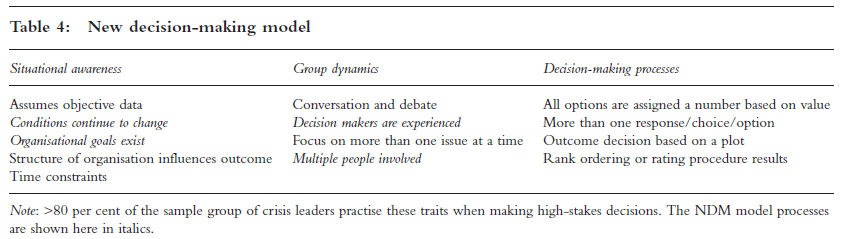 Table 4: New decision-making model
Situational awareness Group dynamics Decision-making processes
Assumes objective data Conversation and debate All options are assigned a number based on value
Conditions continue to change Decision makers are experienced More than one response/choice/option
Organisational goals exist Focus on more than one issue at a time Outcome decision based on a plot
Structure of organisation influences outcome Multiple people involved Rank ordering or rating procedure results
Time constraints
Note: >80 per cent of the sample group of crisis leaders practise these traits when making high-stakes decisions. The NDM model processes
are shown here in italics.